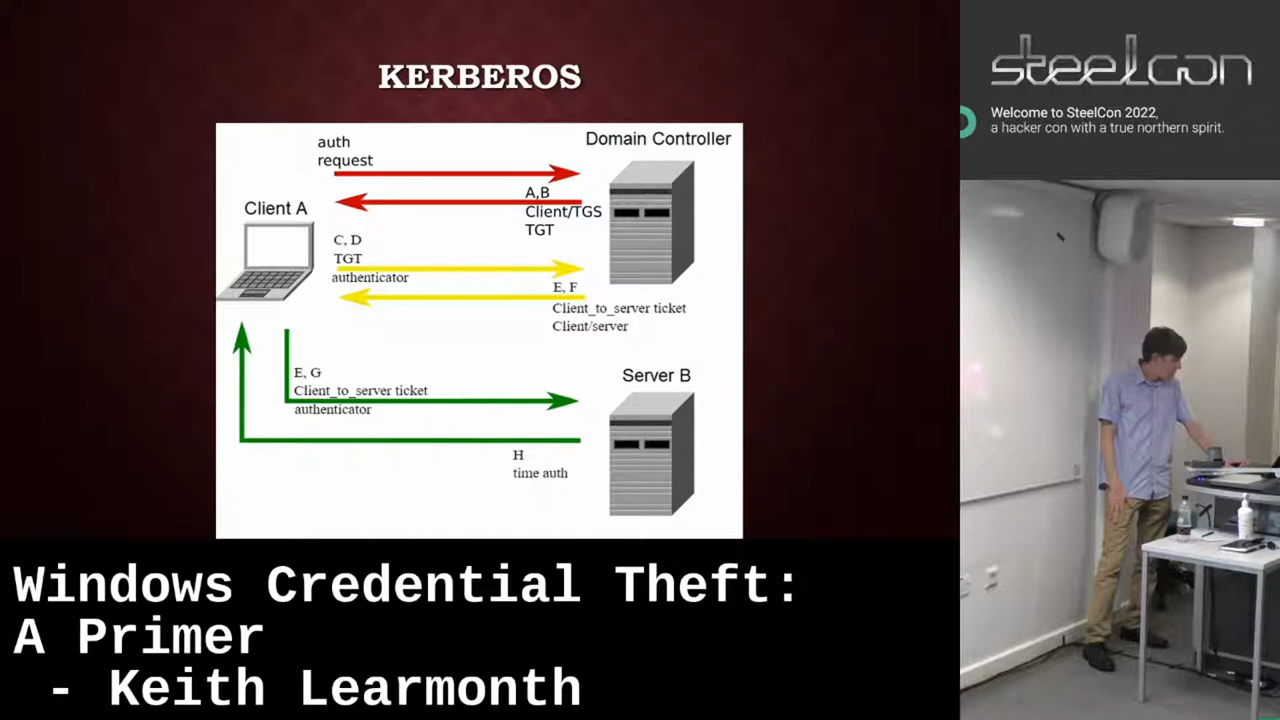 KERBEROS
auth
request
Domain Controller
A,B
Client/TGS
TGT
Client A
C, D
TGT
authenticator
E, F
Client_to_server ticket
Client/server
E, G
Client_to_server ticket
authenticator
Server B
H
time auth
Windows Credential Theft:
A Primer
- Keith Learmonth
steelcon
Welcome to SteelCon 2022,
a hacker con with a true northern spirit.